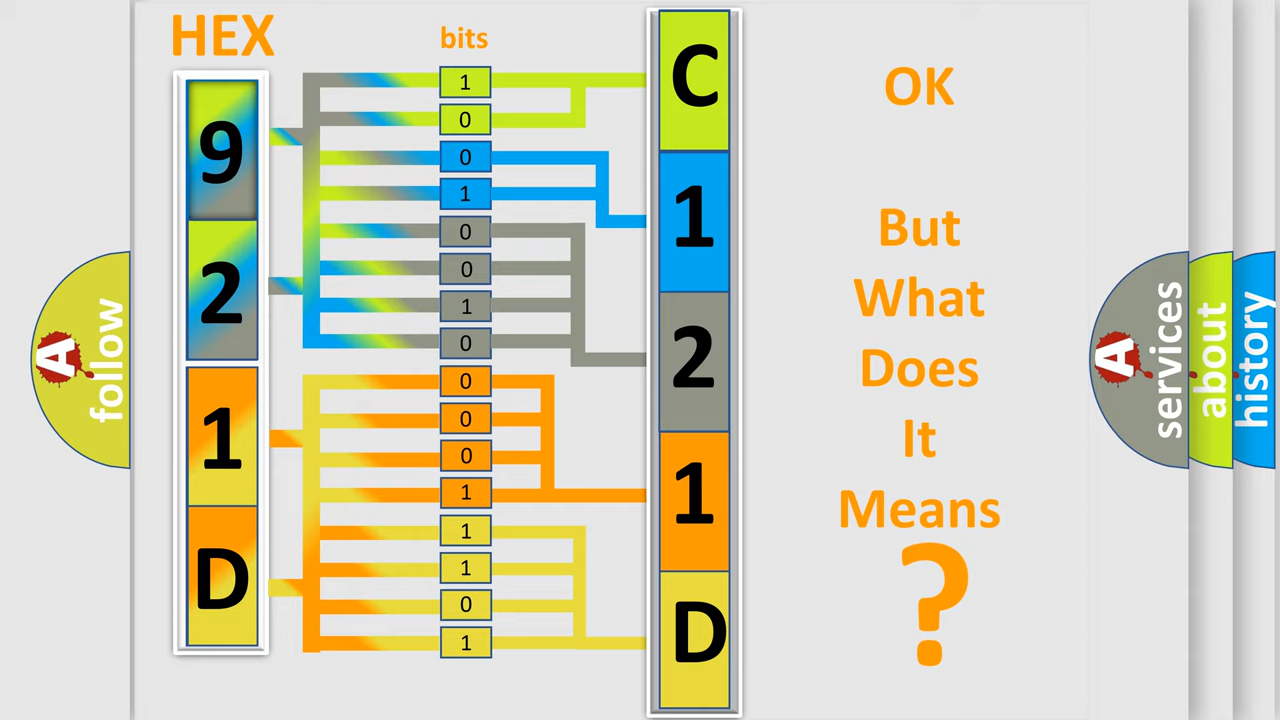 HEX
bits
9
2
1
D
1
0
0
1
0
0
1
0
0
0
0
1
1
1
0
1
C
1
2
1
D
OK
But
What
Does
It
Means
?
A
follow
A
services
about
history